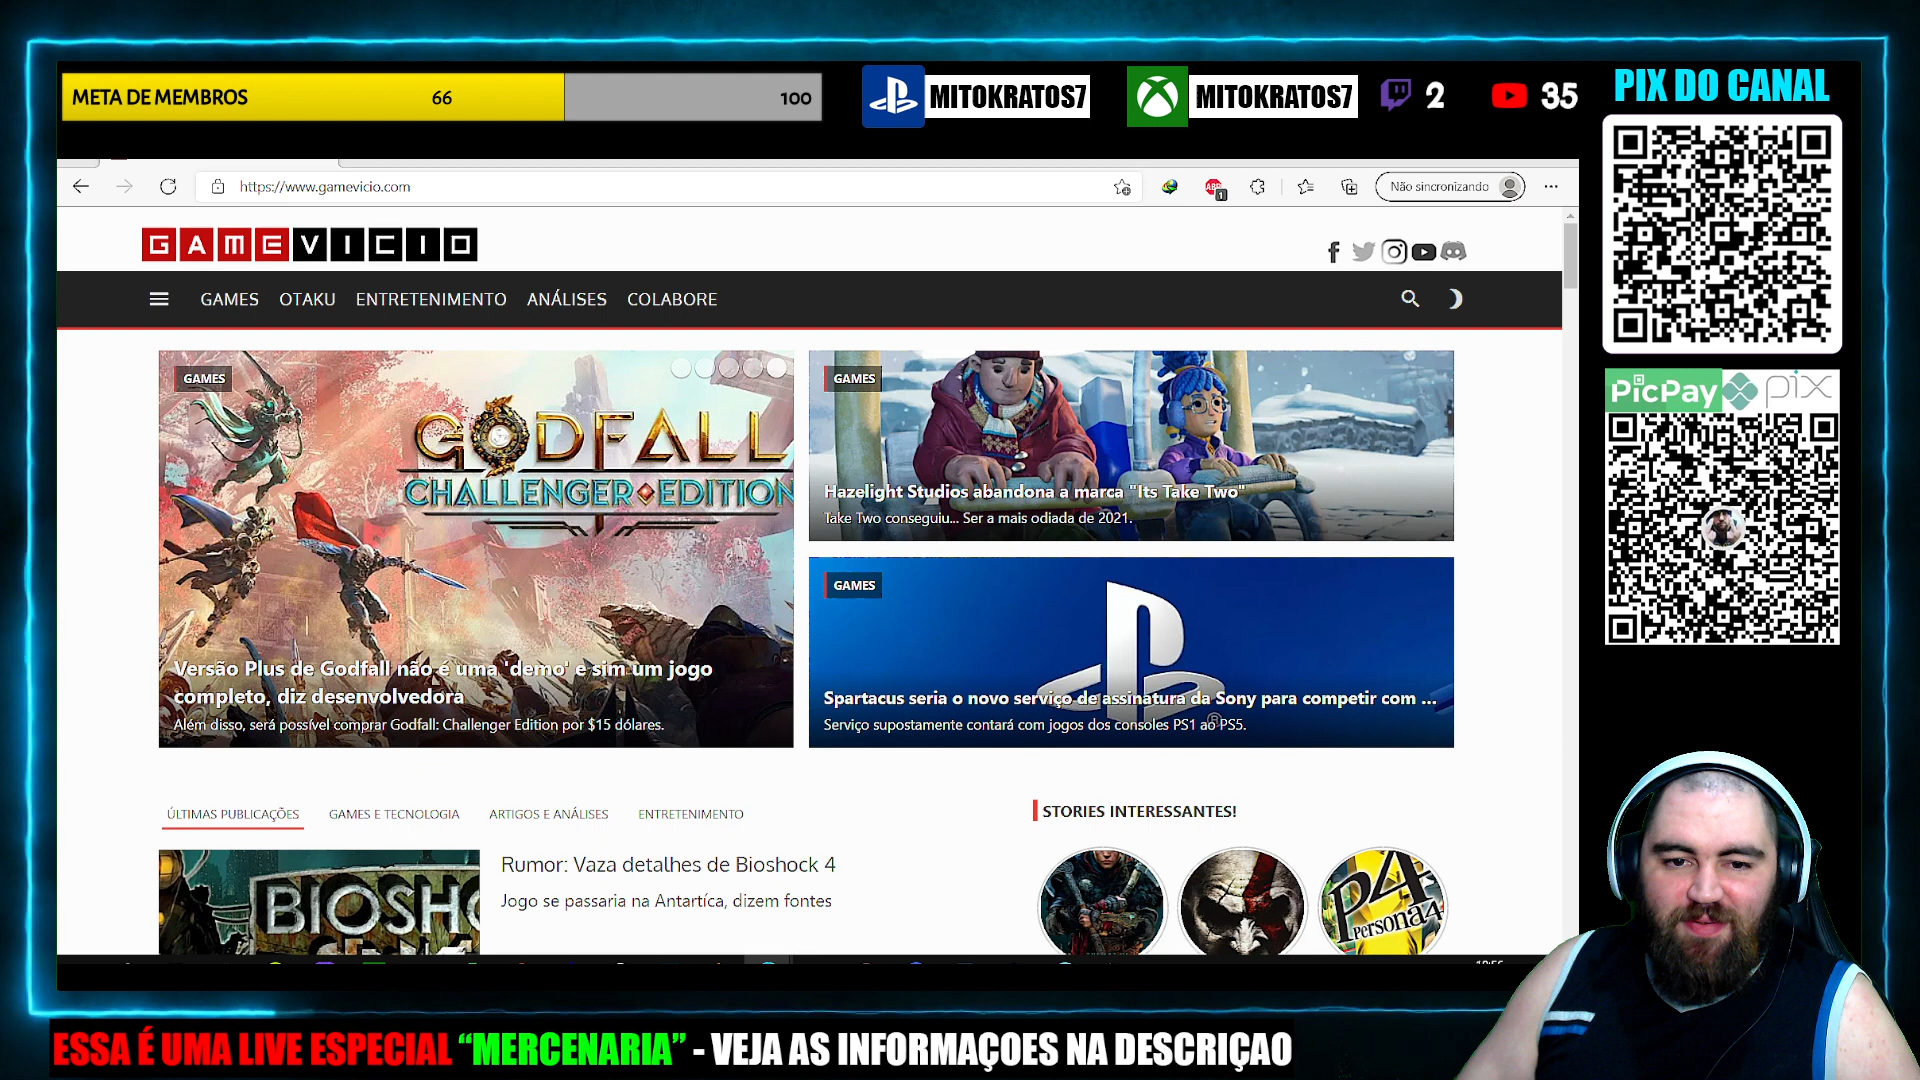 META DE MEMBROS 66 100
MITOKRATOS7
MITOKRATOS7
2
35
PIX DO CANAL
https://www.gamevicio.com
ABP
1
Não sincronizando
GAMEVICIO
GAMES OTAKU ENTRETENIMENTO ANÁLISES COLABORE
GAMES
GODFALL
CHALLENGER EDITION
Versão Plus de Godfall não é uma 'demo' e sim um jogo
completo, diz desenvolvedora
Além disso, será possível comprar Godfall: Challenger Edition por $15 dólares.
GAMES
Hazelight Studios abandona a marca "Its Take Two"
Take Two conseguiu... Ser a mais odiada de 2021.
GAMES
Spartacus seria o novo serviço de assinatura da Sony para competir com ...
Serviço supostamente contará com jogos dos consoles PS1 ao PS5.
PicPay pix
ÚLTIMAS PUBLICAÇÕES GAMES E TECNOLOGIA ARTIGOS E ANÁLISES ENTRETENIMENTO
BIOSHO
Rumor: Vaza detalhes de Bioshock 4
Jogo se passaria na Antartíca, dizem fontes
STORIES INTERESSANTES!
P4
Persona4
ESSA É UMA LIVE ESPECIAL “MERCENARIA” - VEJA AS INFORMAÇOES NA DESCRIÇAO